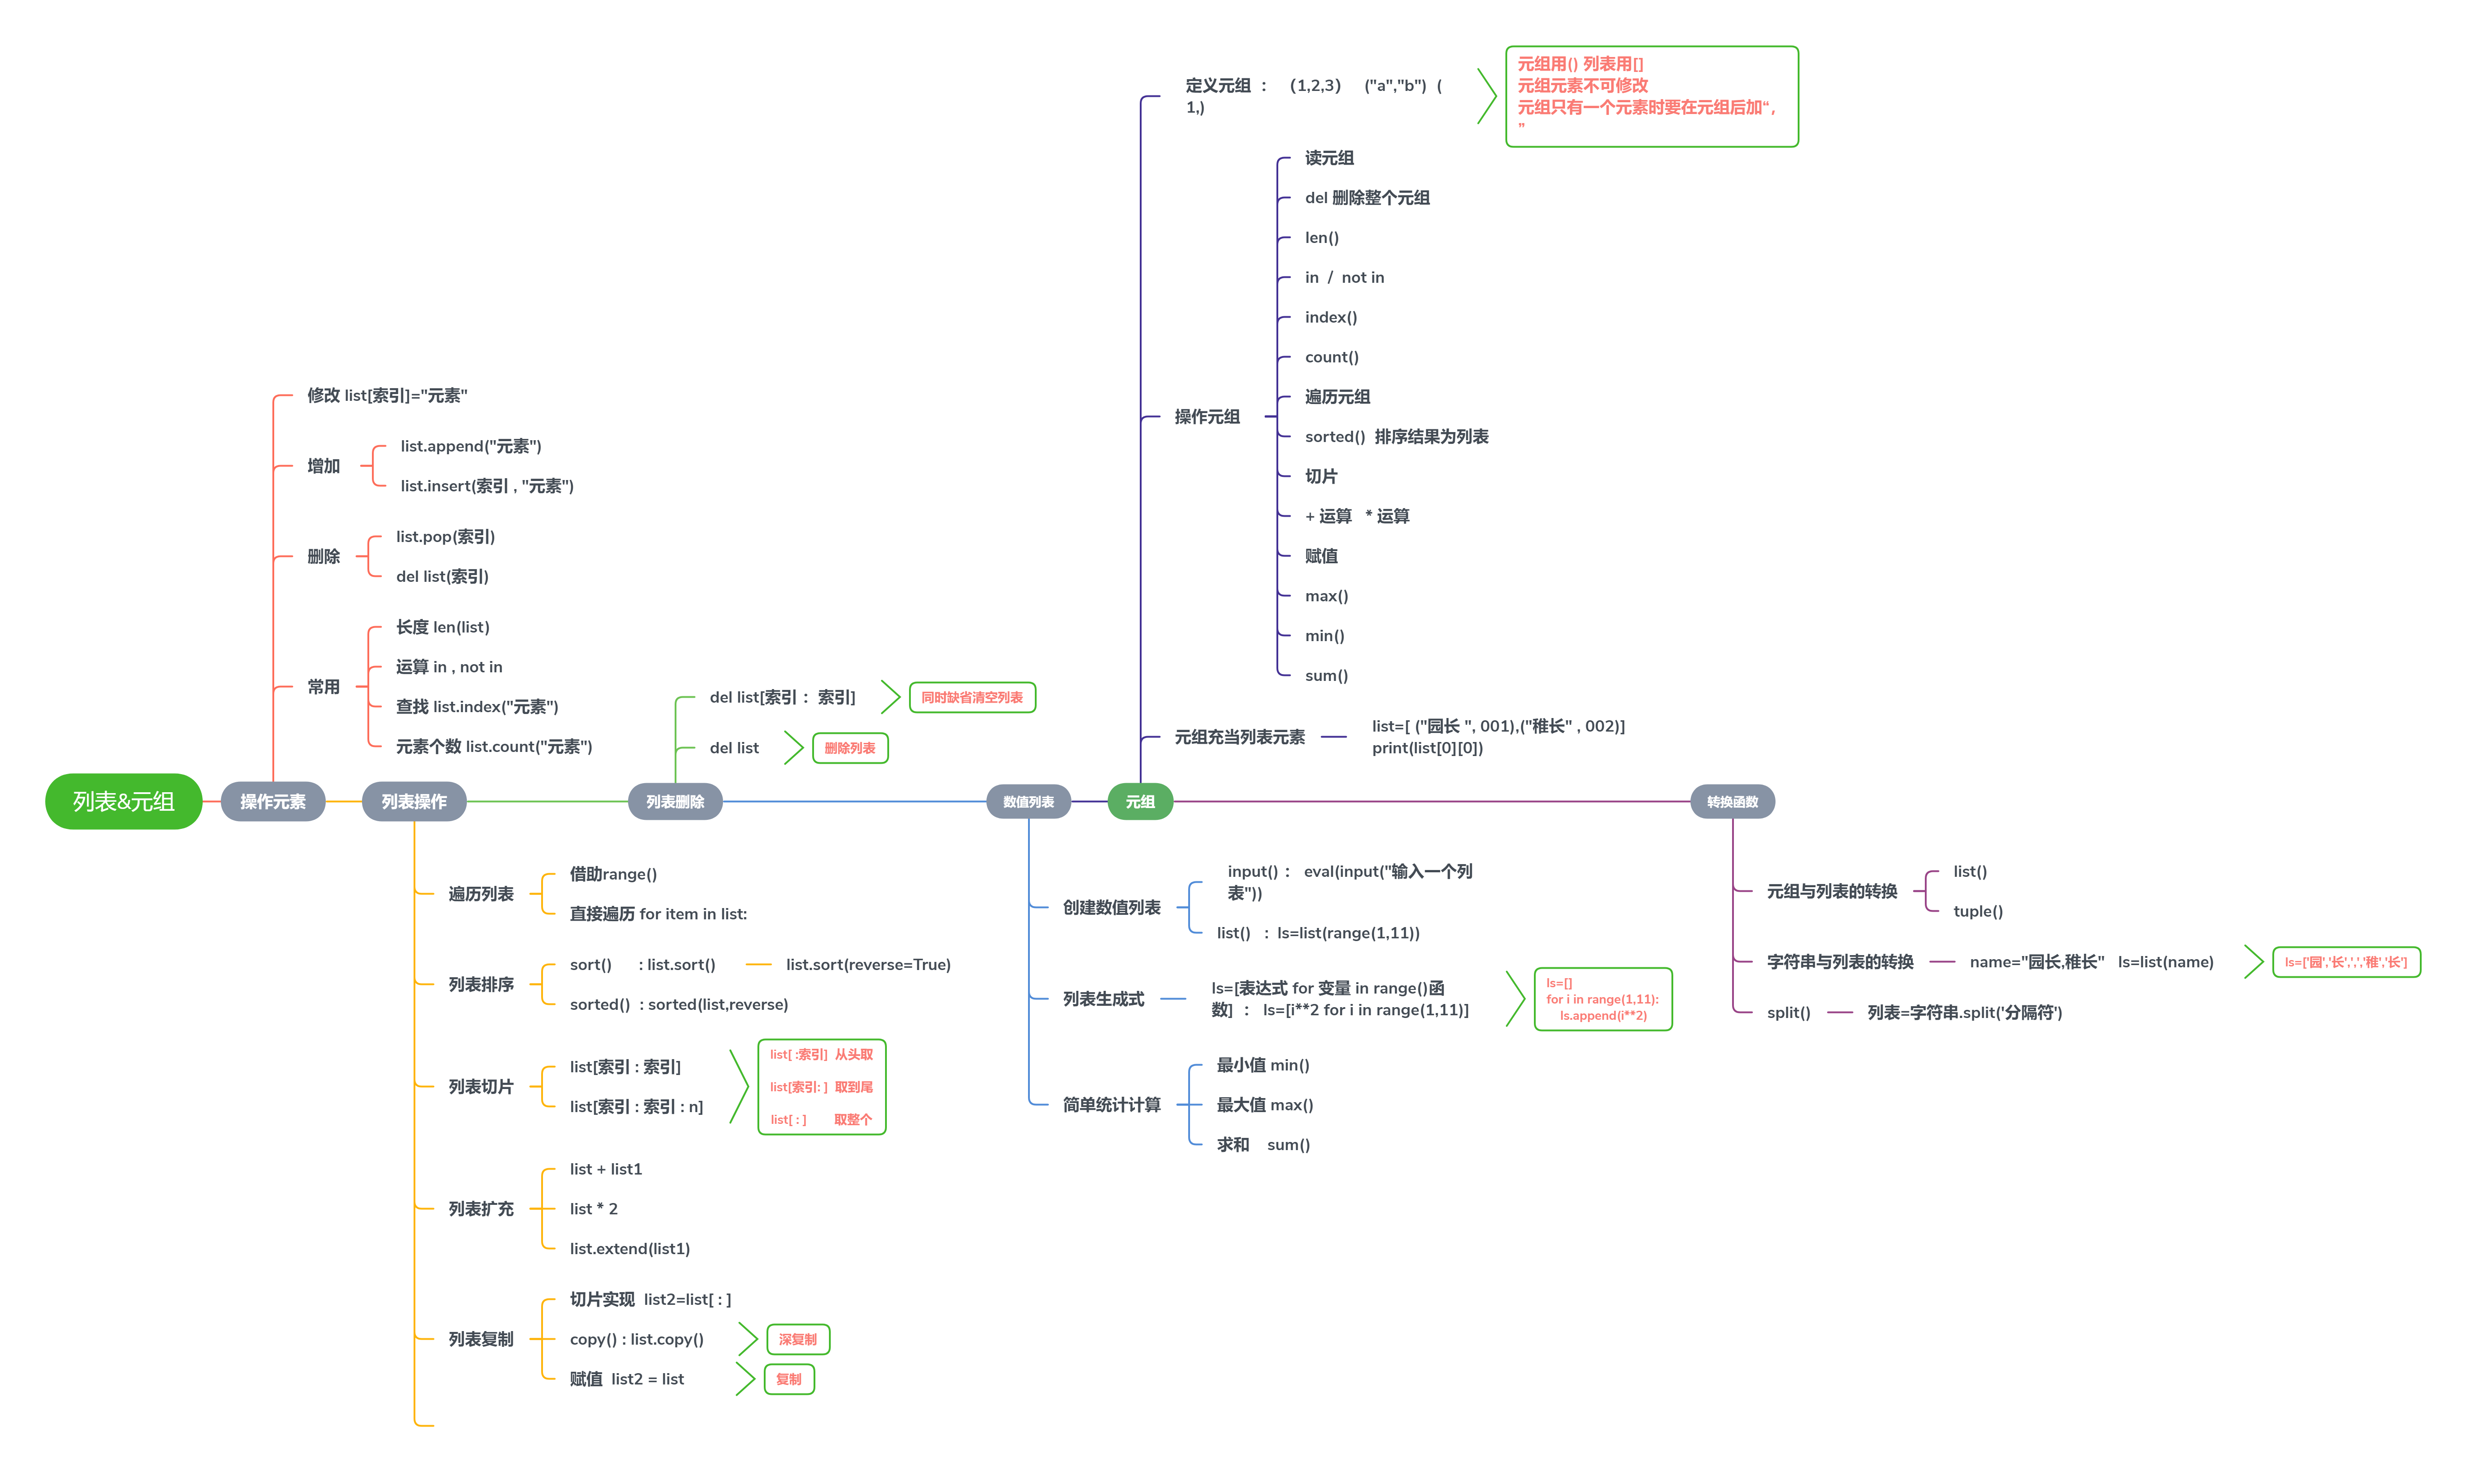 列表&元组
操作元素
修改 list[索引]="元素"
增加
list.append("元素")
list.insert(索引 , "元素")
删除
list.pop(索引)
del list(索引)
常用
长度 len(list)
运算 in , not in
查找 list.index("元素")
元素个数 list.count("元素")
列表操作
遍历列表
借助range()
直接遍历 for item in list:
列表排序
sort()      : list.sort()
list.sort(reverse=True)
sorted()  : sorted(list,reverse)
列表切片
list[索引 : 索引]
list[索引 : 索引 : n]
list[ :索引]  从头取
list[索引: ]  取到尾
list[ : ]        取整个
列表扩充
list + list1
list * 2
list.extend(list1)
列表复制
切片实现  list2=list[ : ]
copy() : list.copy()
深复制
赋值  list2 = list
复制
列表删除
del list[索引 ：索引]
同时缺省清空列表
del list
删除列表
数值列表
创建数值列表
input() :   eval(input("输入一个列
表"))
list()   :  ls=list(range(1,11))
列表生成式
ls=[表达式 for 变量 in range()函
数]  :   ls=[i**2 for i in range(1,11)]
ls=[]
for i in range(1,11):
    ls.append(i**2)
简单统计计算
最小值 min()
最大值 max()
求和    sum()
元组
定义元组 ：  （1,2,3）   ("a","b")  (
1,)
元组用() 列表用[]
元组元素不可修改
元组只有一个元素时要在元组后加“，
”
操作元组
读元组
del 删除整个元组
len()
in  /  not in
index()
count()
遍历元组
sorted()  排序结果为列表
切片
+ 运算   * 运算
赋值
max()
min()
sum()
元组充当列表元素
list=[ ("园长 ", 001),("稚长" , 002)]
print(list[0][0])
转换函数
元组与列表的转换
list()
tuple()
字符串与列表的转换
name="园长,稚长"   ls=list(name)
ls=['园','长',',','稚','长']
split()
列表=字符串.split('分隔符')